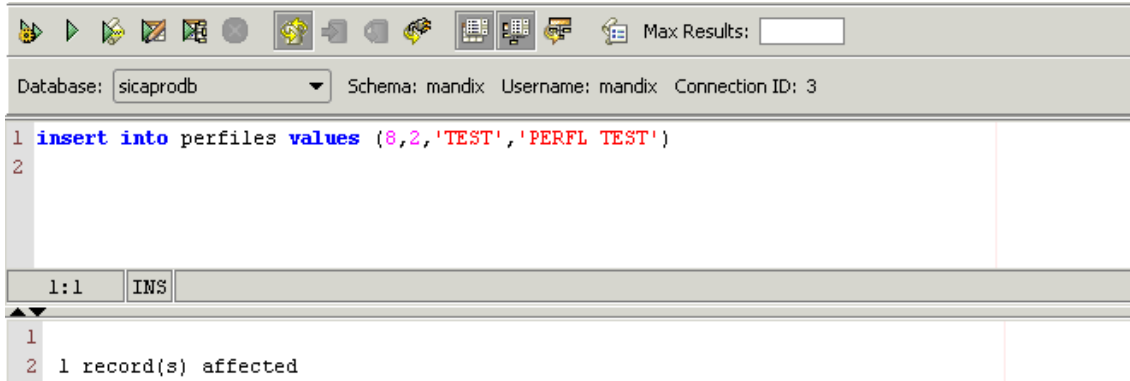 Max Results:
Database: sicaprodb Schema: mandix Username: mandix Connection ID: 3
1 insert into perfiles values (8,2,'TEST','PERFL TEST')
2
1:1 INS
1
2 1 record(s) affected